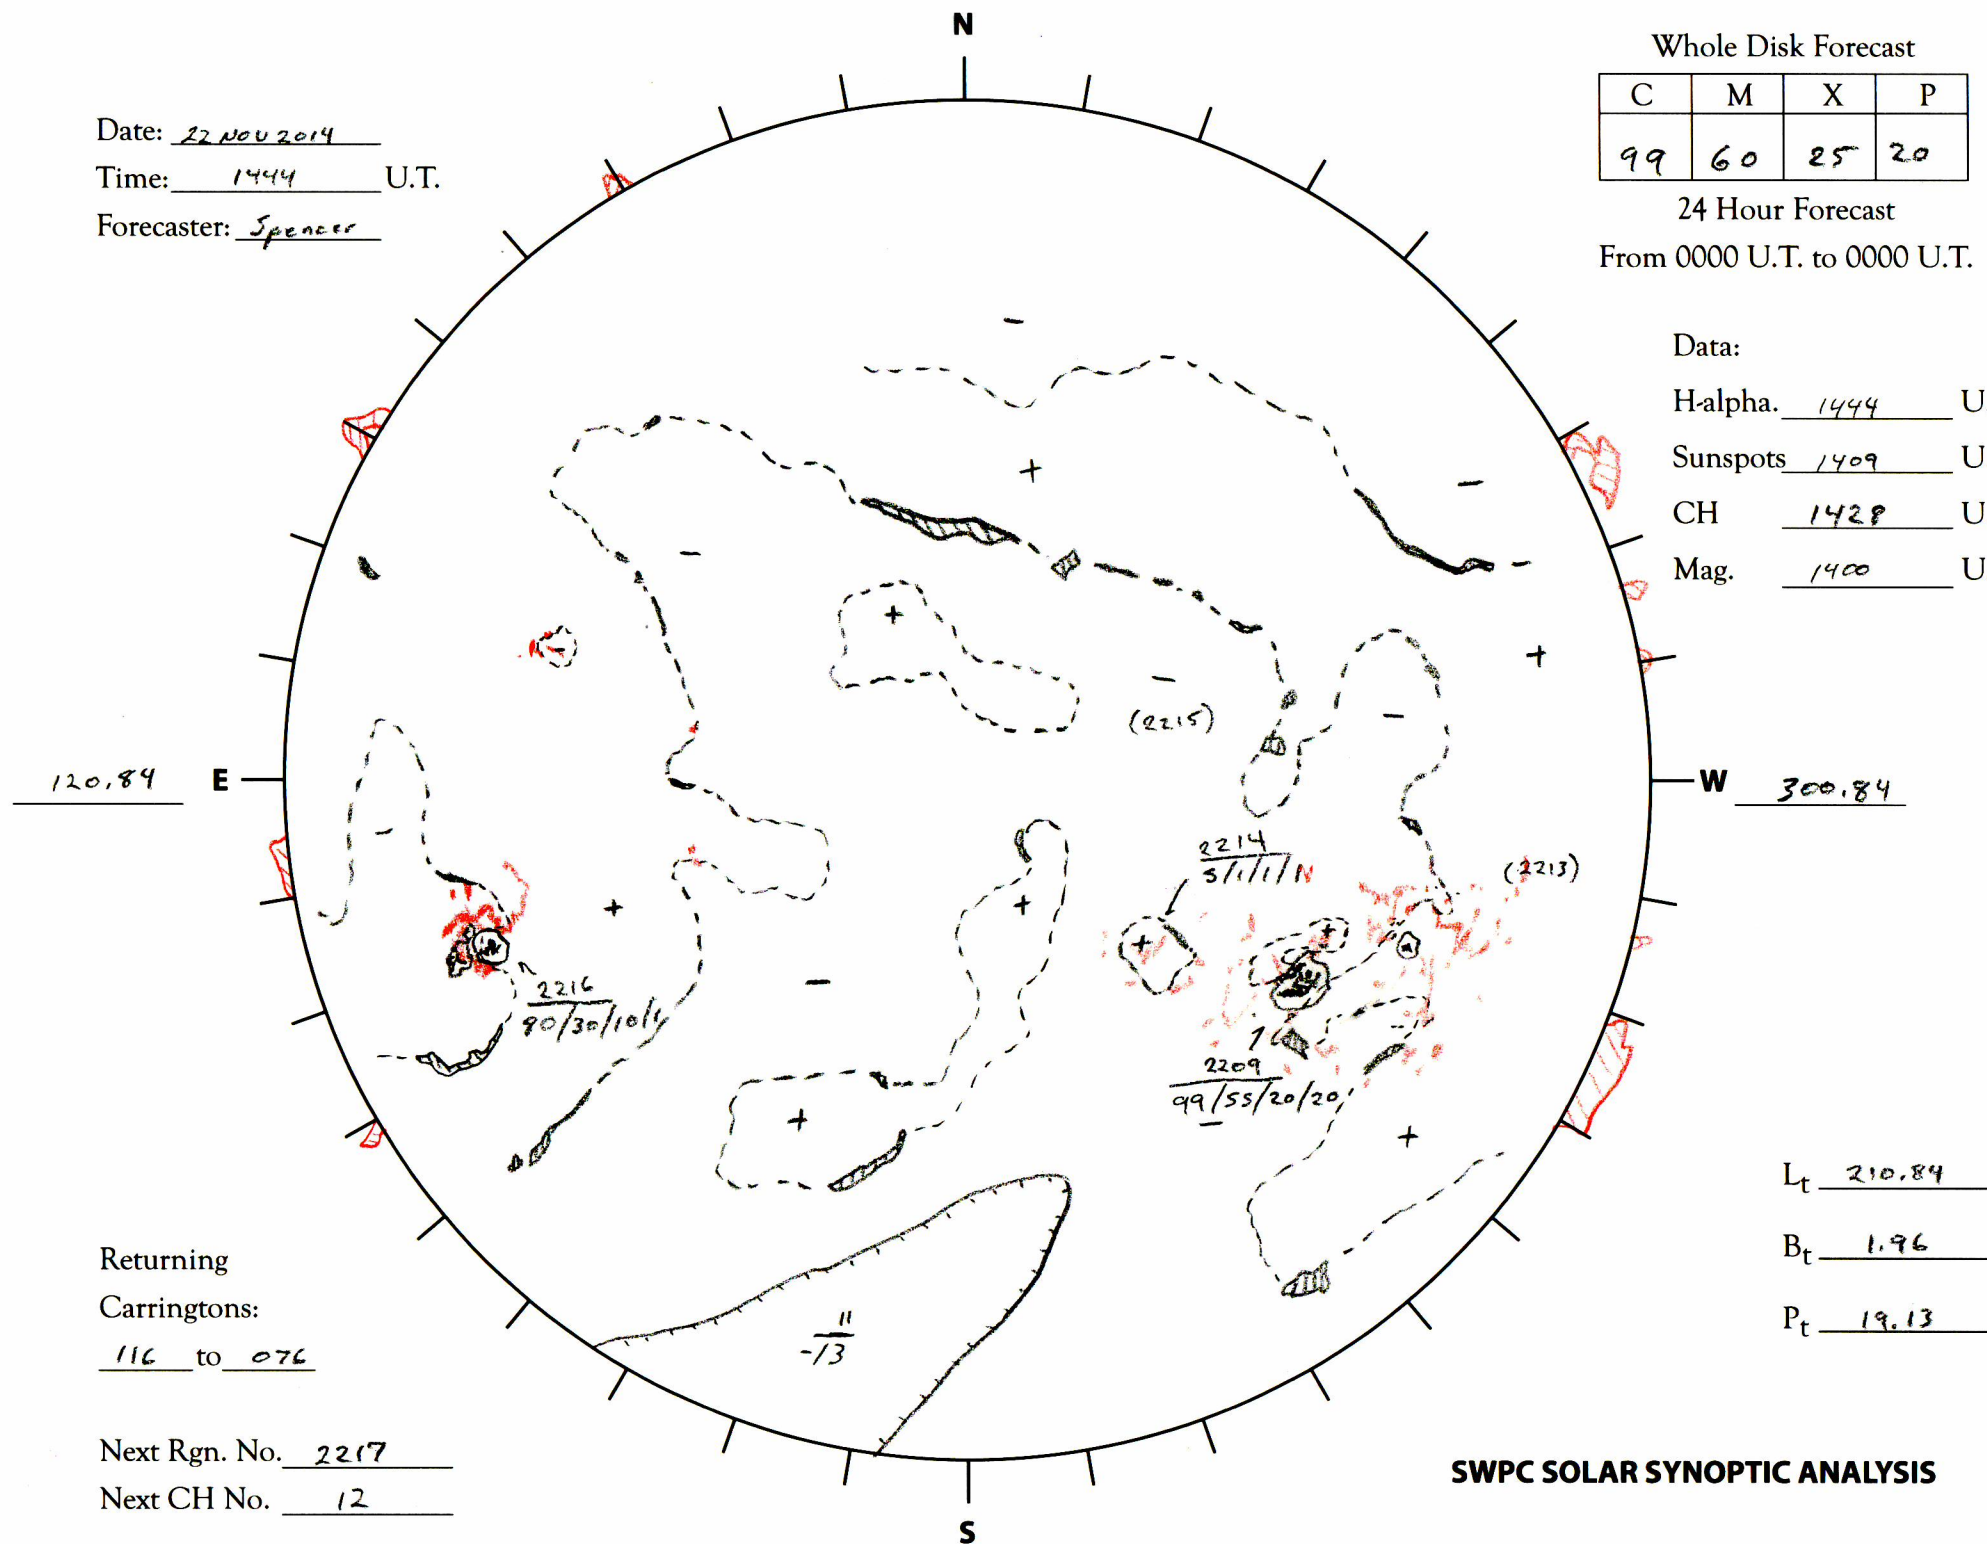 N
Whole Disk Forecast
C M X P
99 60 25 20
24 Hour Forecast
From 0000 U.T. to 0000 U.T.
Date: 22 NOV 2014
Time: 1444 U.T.
Forecaster: Spencer
Data:
H-alpha. 1444 U
Sunspots 1409 U
CH 1428 U
Mag. 1400 U
−
+
−
−
+
+
−
(2215)
−
120.84 E
W 300.84
−
2214
5/1/1/N
(2213)
+
+
+
+
−
2216
80/30/10/1
−
2209
99/55/20/20
−
+
+
Lt 210.84
Bt 1.96
Pt 19.13
11
-13
Returning
Carringtons:
116 to 076
Next Rgn. No. 2217
Next CH No. 12
SWPC SOLAR SYNOPTIC ANALYSIS
S